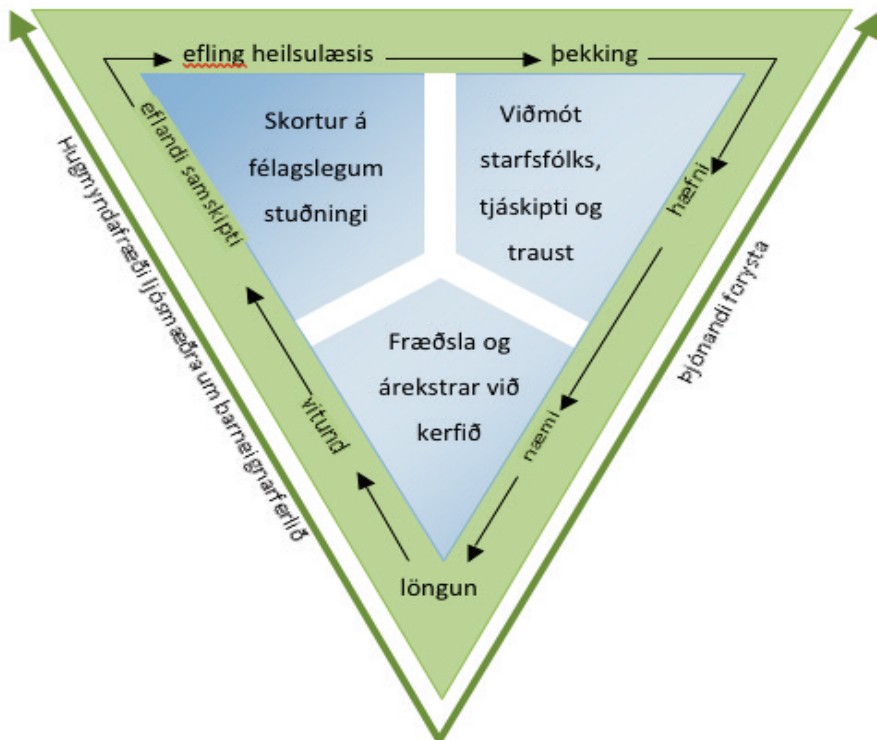 efling heilsulæsis
þekking
hæfni
næmi
löngun
vitund
eflandi samskipti
Skortur á
félagslegum
stuðningi
Viðmót
starfsfólks,
tjáskipti og
traust
Fræðsla og
árekstrar við
kerfið
Hugmyndafræði ljósmæðra um barneignarferlið
Þjónandi forysta